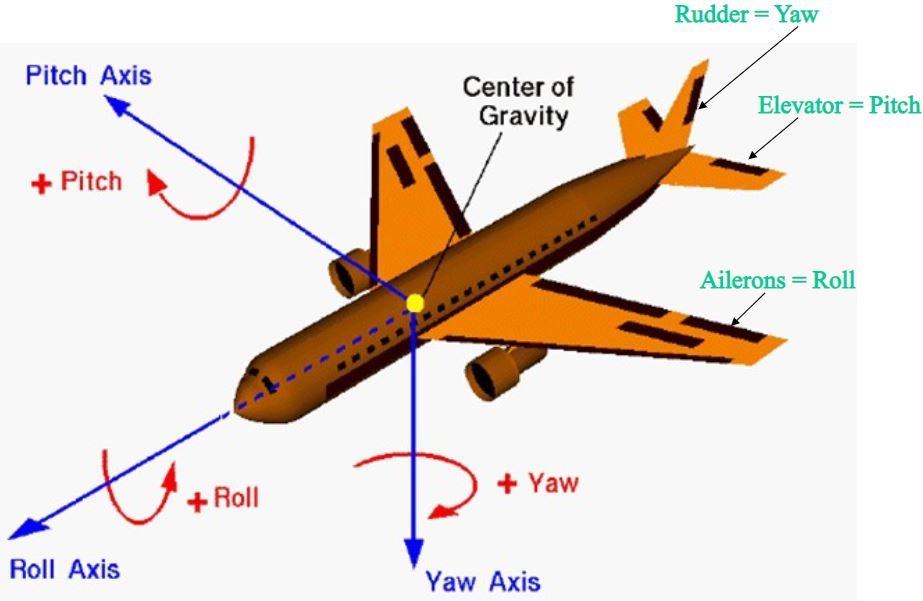 Rudder = Yaw
Pitch Axis
Center of
Gravity
Elevator = Pitch
+ Pitch
Ailerons = Roll
+ Roll
+ Yaw
Roll Axis
Yaw Axis